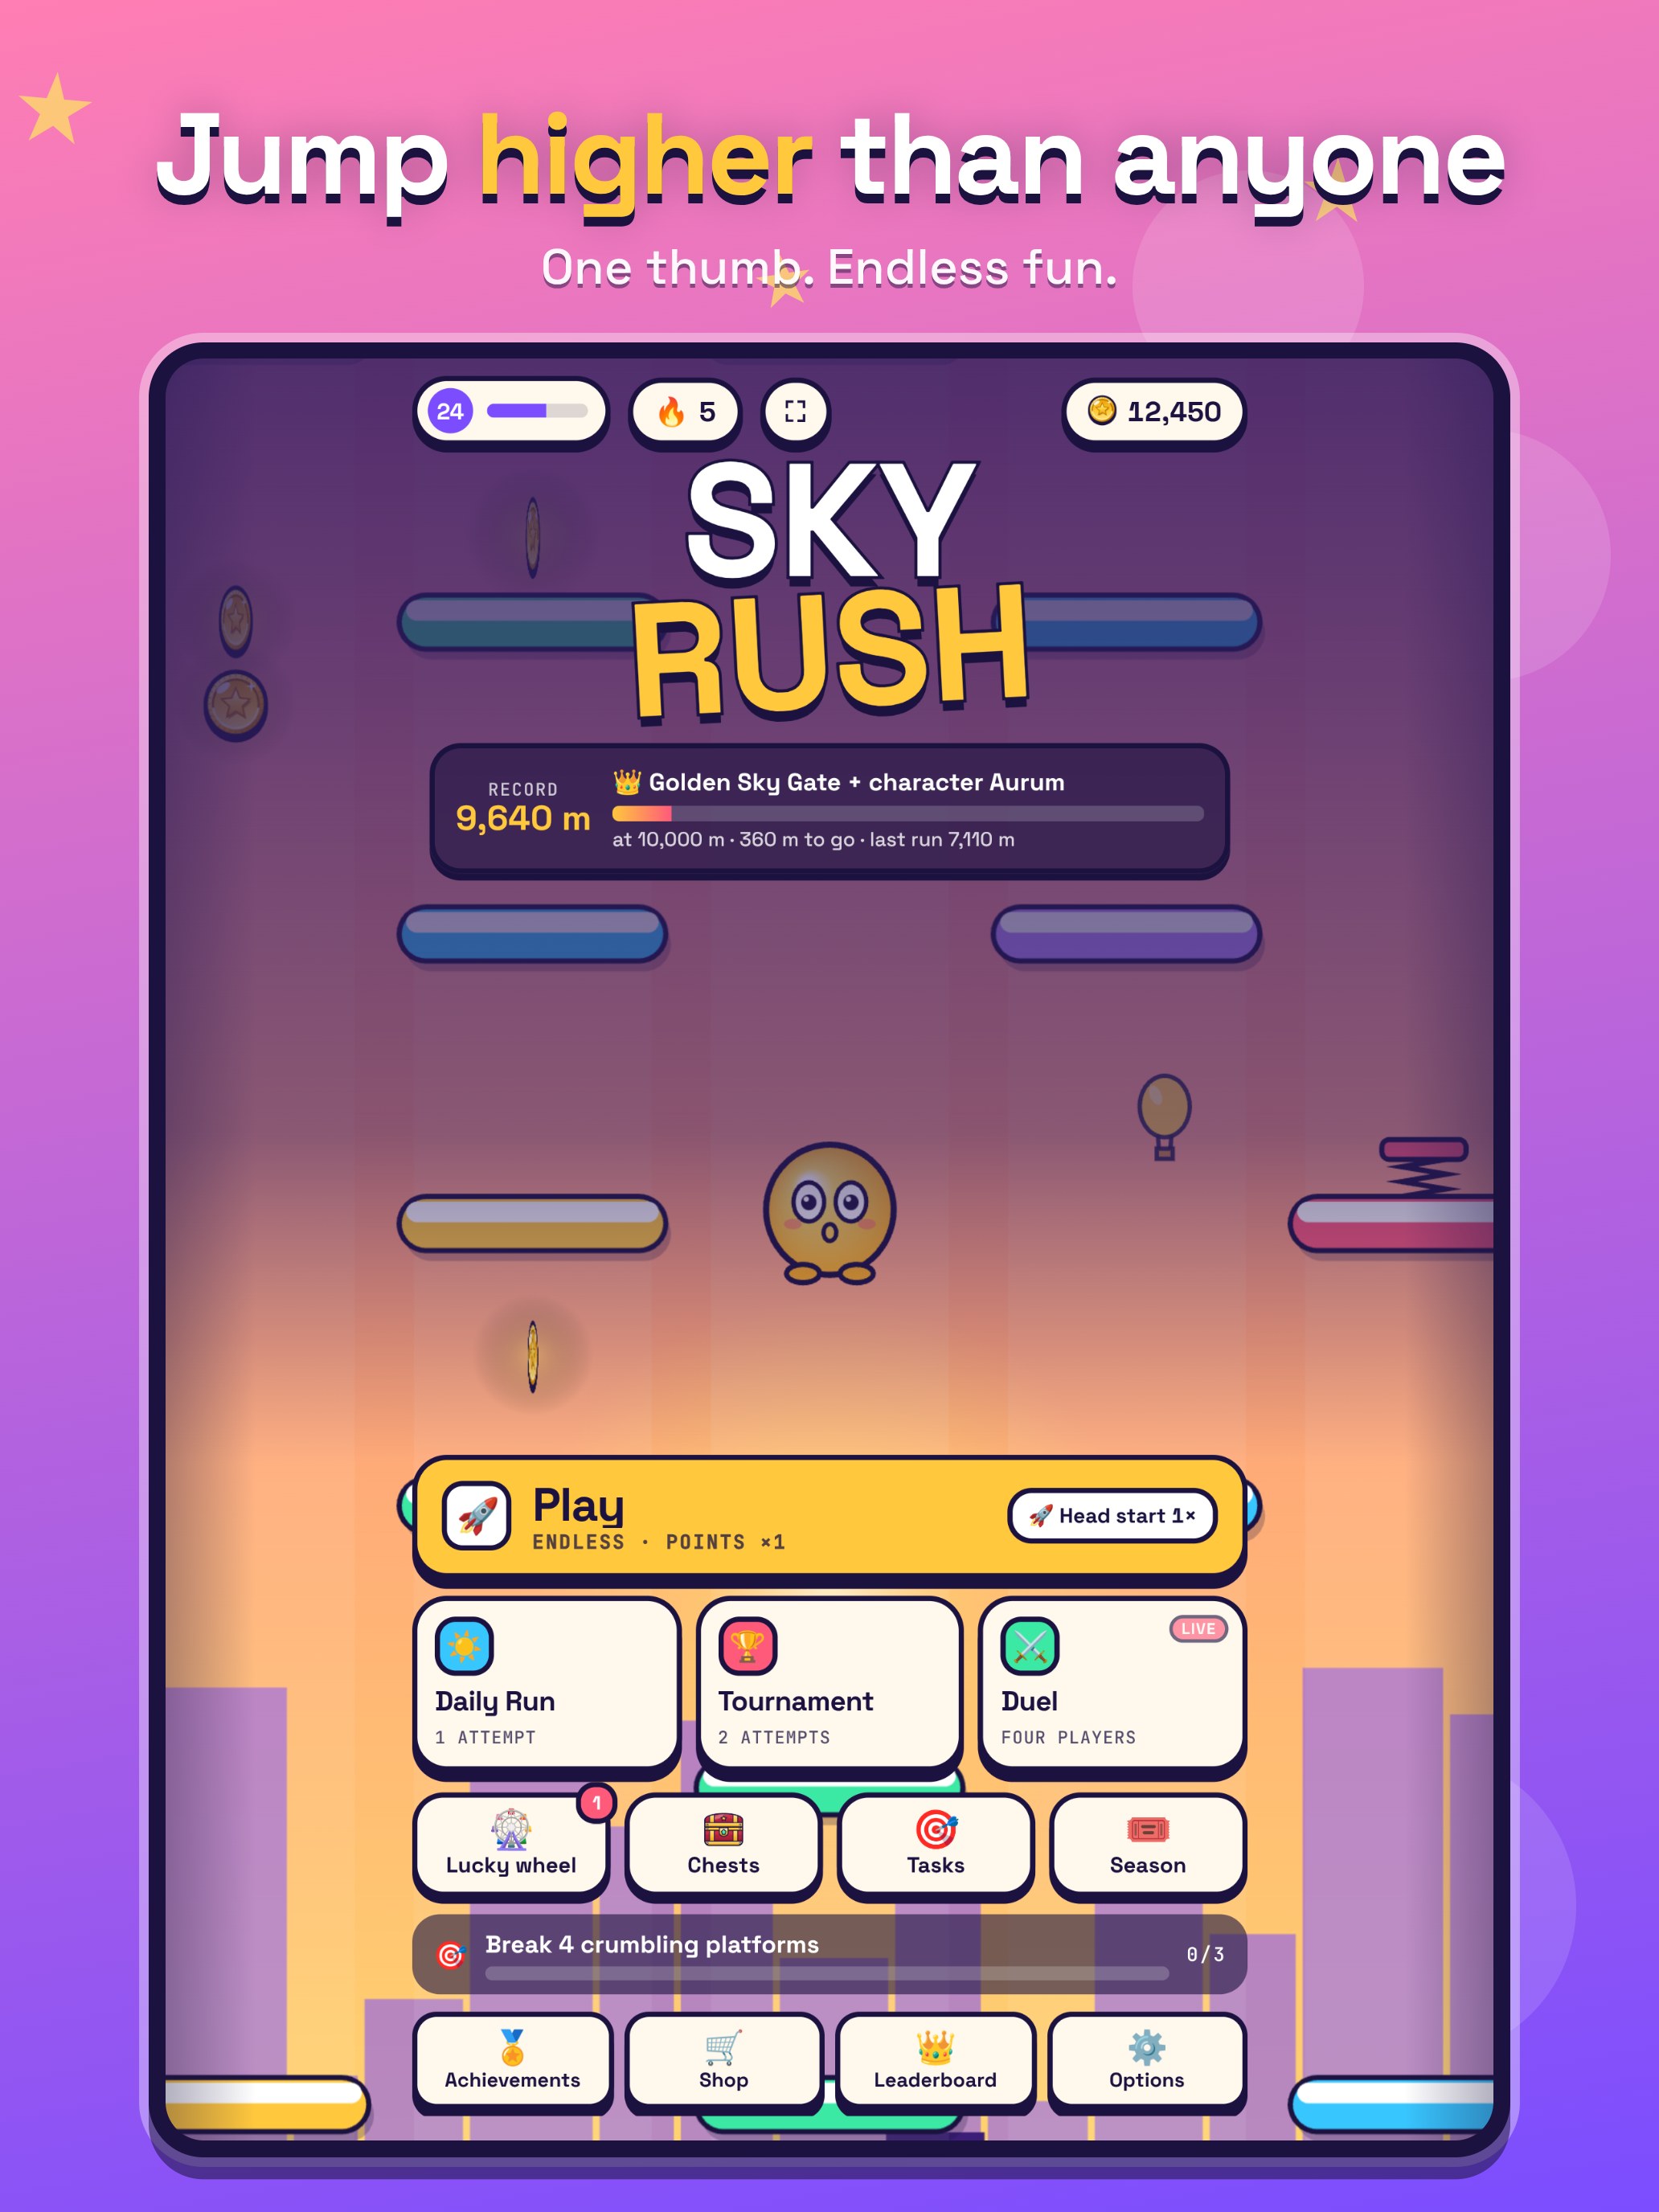 Jump higher than anyone
One thumb. Endless fun.
24
5
12,450
SKY
RUSH
RECORD
9,640 m
👑 Golden Sky Gate + character Aurum
at 10,000 m · 360 m to go · last run 7,110 m
Play
ENDLESS · POINTS ×1
🚀 Head start 1×
Daily Run
1 ATTEMPT
Tournament
2 ATTEMPTS
LIVE
Duel
FOUR PLAYERS
1
Lucky wheel
Chests
Tasks
Season
Break 4 crumbling platforms
0/3
Achievements
Shop
Leaderboard
Options